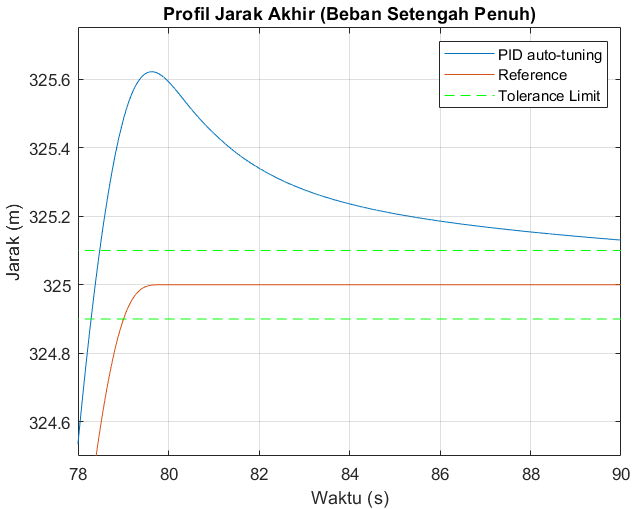 Profil Jarak Akhir (Beban Setengah Penuh)
PID auto-tuning
Reference
Tolerance Limit
325.6
325.4
325.2
325
324.8
324.6
Jarak (m)
78
80
82
84
86
88
90
Waktu (s)